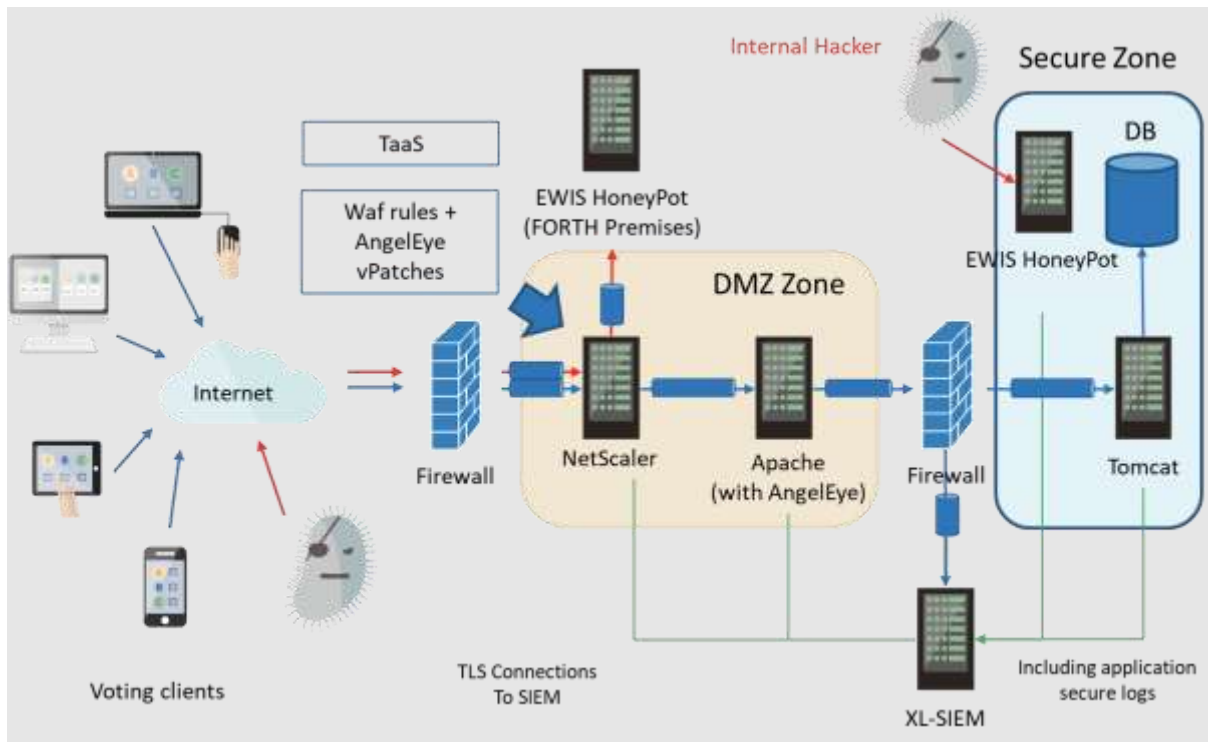 Internal Hacker
Secure Zone
TaaS
DB
EWIS HoneyPot
(FORTH Premises)
Waf rules +
AngelEye
vPatches
EWIS HoneyPot
DMZ Zone
Internet
Firewall
NetScaler
Apache
(with AngelEye)
Firewall
Tomcat
Voting clients
TLS Connections
To SIEM
XL-SIEM
Including application
secure logs